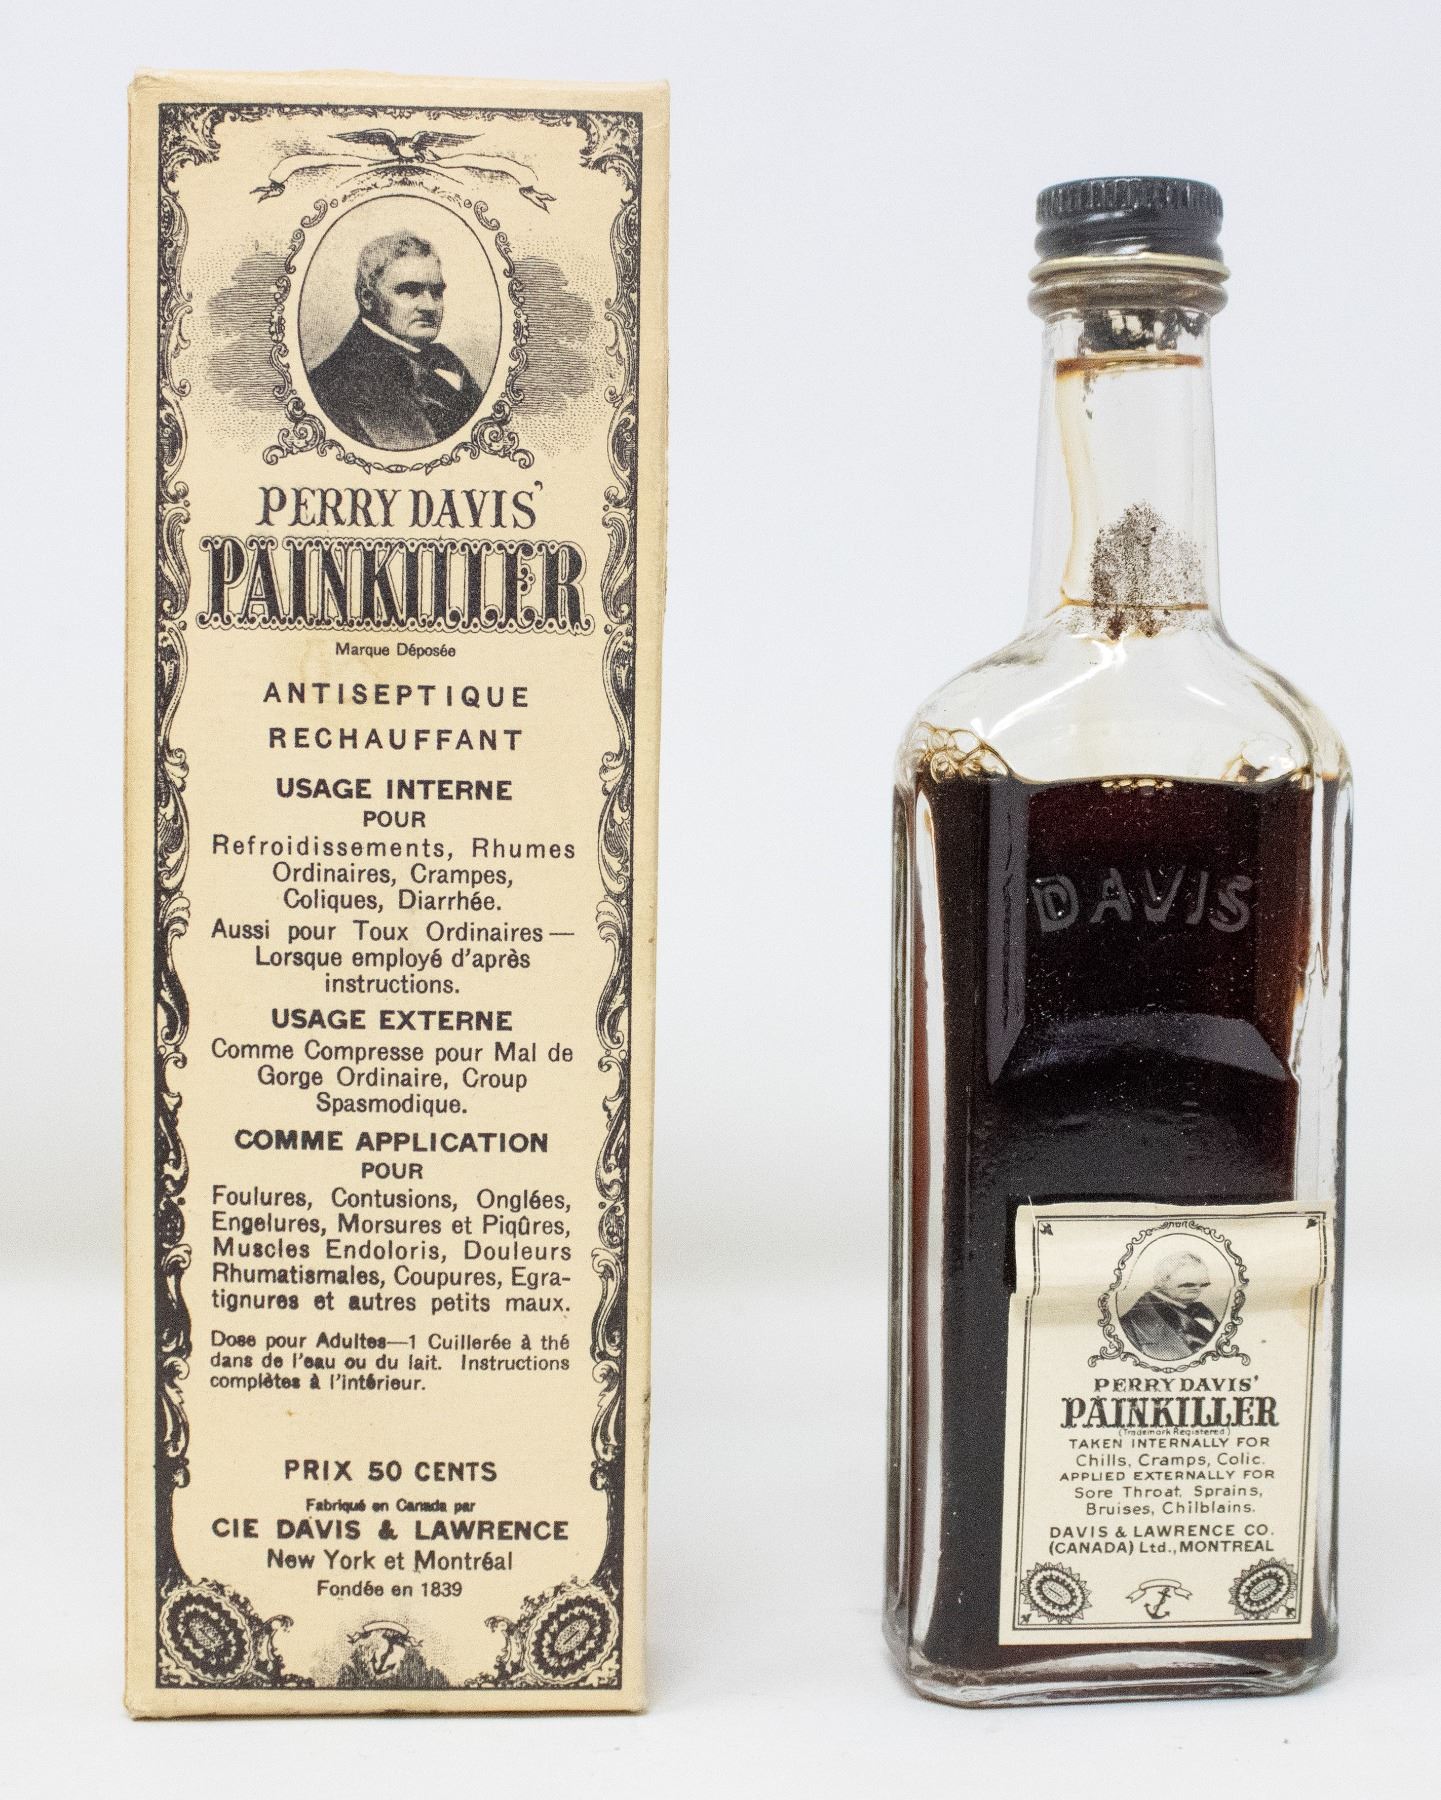 PERRY DAVIS'
PAINKILLER
Marque Déposée
ANTISEPTIQUE
RECHAUFFANT
USAGE INTERNE
POUR
Refroidissements, Rhumes
Ordinaires, Crampes,
Coliques, Diarrhée.
Aussi pour Toux Ordinaires—
Lorsque employé d'après
instructions.
USAGE EXTERNE
Comme Compresse pour Mal de
Gorge Ordinaire, Croup
Spasmodique.
COMME APPLICATION
POUR
Foulures, Contusions, Onglées,
Engelures, Morsures et Piqûres,
Muscles Endoloris, Douleurs
Rhumatismales, Coupures, Egra-
tignures et autres petits maux.
Dose pour Adultes—1 Cuillerée à thé
dans de l'eau ou du lait. Instructions
complètes à l'intérieur.
PRIX 50 CENTS
Fabriqué en Canada par
CIE DAVIS & LAWRENCE
New York et Montréal
Fondée en 1839
DAVIS
PERRY DAVIS'
PAINKILLER
(Trademark Registered)
TAKEN INTERNALLY FOR
Chills, Cramps, Colic.
APPLIED EXTERNALLY FOR
Sore Throat, Sprains,
Bruises, Chilblains.
DAVIS & LAWRENCE CO.
(CANADA) Ltd., MONTREAL